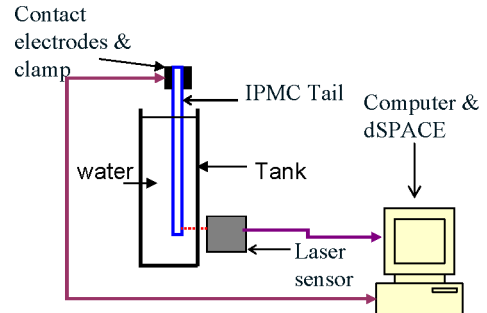 Contact
electrodes &
clamp
IPMC Tail
Computer &
dSPACE
water
Tank
Laser
sensor